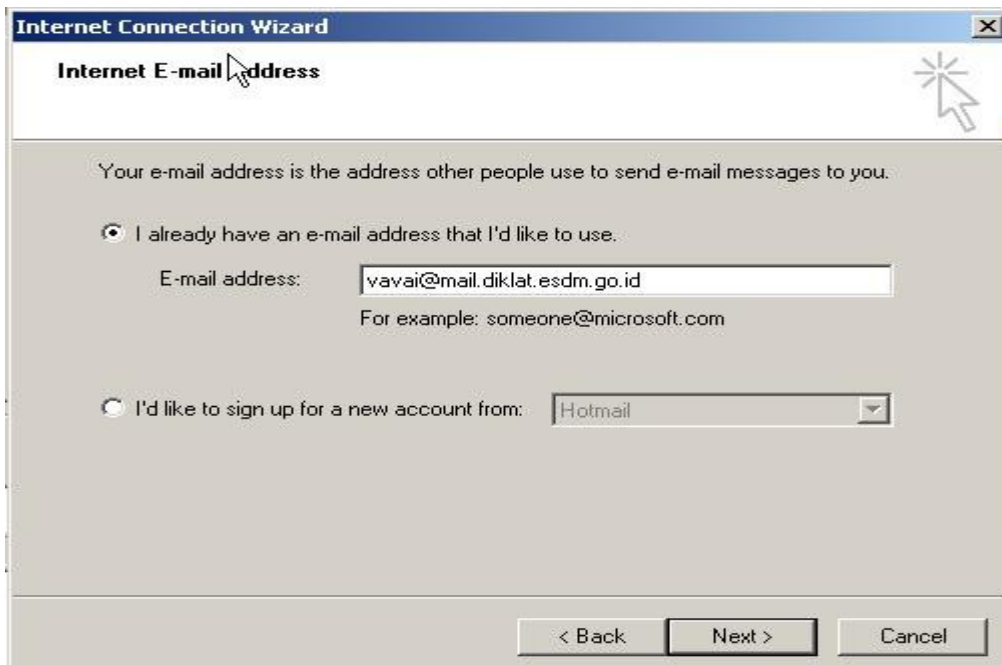 Internet Connection Wizard
Internet E-mail Address
Your e-mail address is the address other people use to send e-mail messages to you.
I already have an e-mail address that I'd like to use.
E-mail address: vavai@mail.diklat.esdm.go.id
For example: someone@microsoft.com
I'd like to sign up for a new account from: Hotmail
< Back Next > Cancel